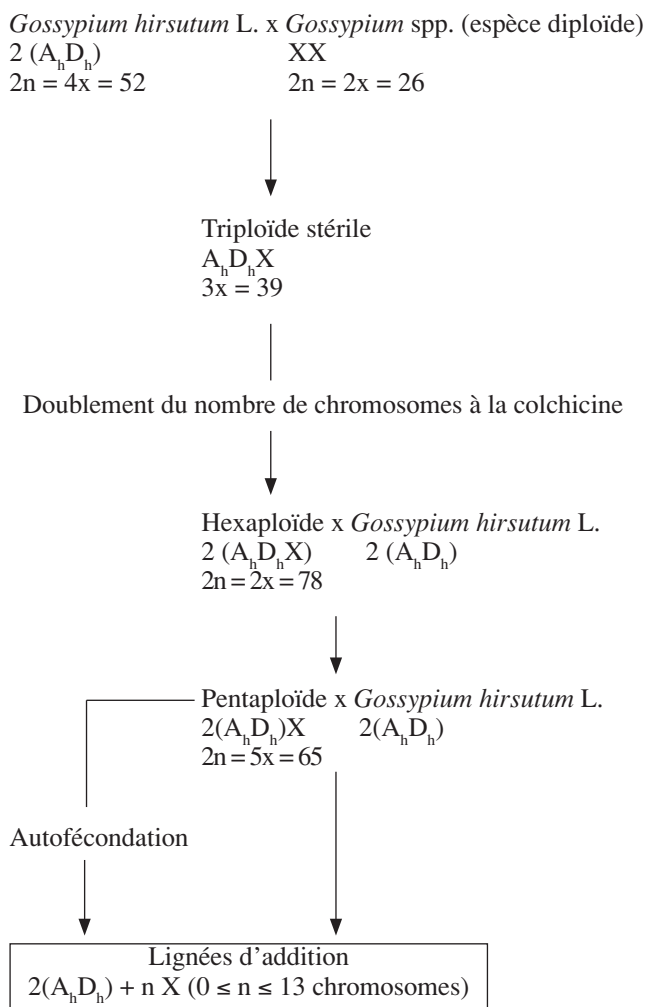 Gossypium hirsutum L. x Gossypium spp. (espèce diploïde)
2 (AₕDₕ) XX
2n = 4x = 52 2n = 2x = 26
Triploïde stérile
AₕDₕX
3x = 39
Doublement du nombre de chromosomes à la colchicine
Hexaploïde x Gossypium hirsutum L.
2 (AₕDₕX) 2 (AₕDₕ)
2n = 2x = 78
Pentaploïde x Gossypium hirsutum L.
2(AₕDₕ)X 2(AₕDₕ)
2n = 5x = 65
Autofécondation
Lignées d'addition
2(AₕDₕ) + n X (0 ≤ n ≤ 13 chromosomes)